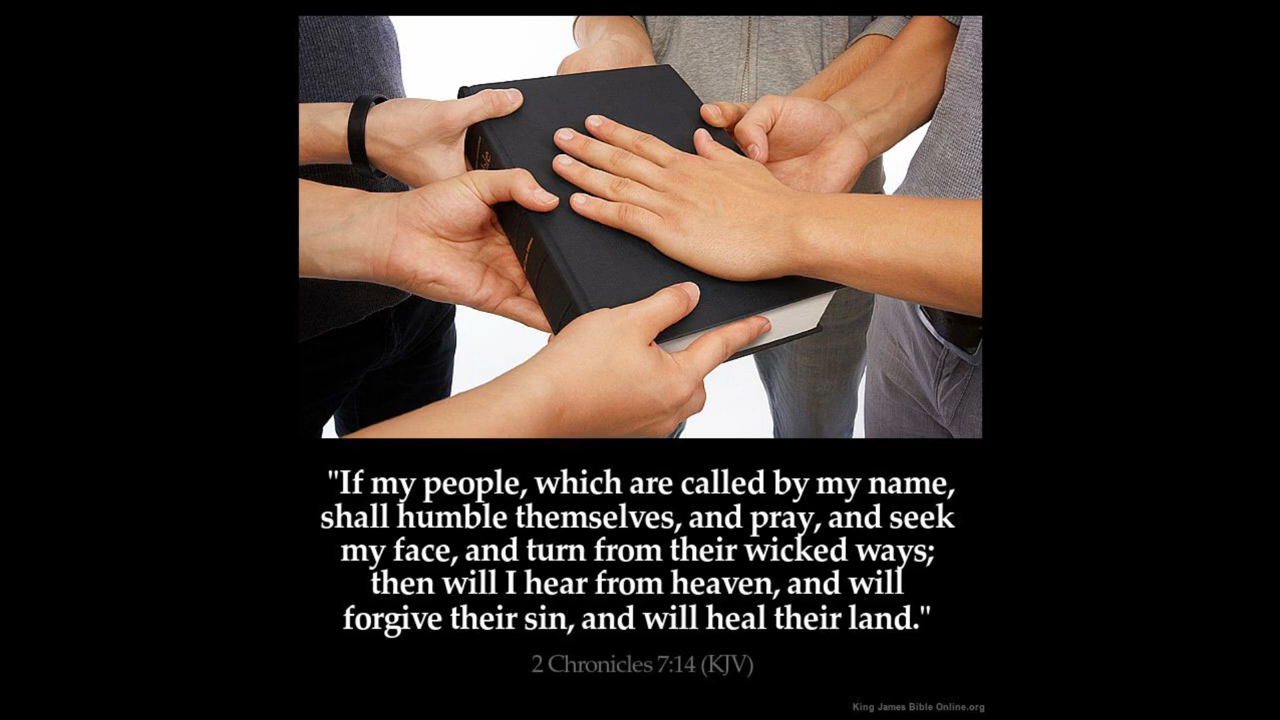 "If my people, which are called by my name,
shall humble themselves, and pray, and seek
my face, and turn from their wicked ways;
then will I hear from heaven, and will
forgive their sin, and will heal their land."
2 Chronicles 7:14 (KJV)
King James Bible Online.org